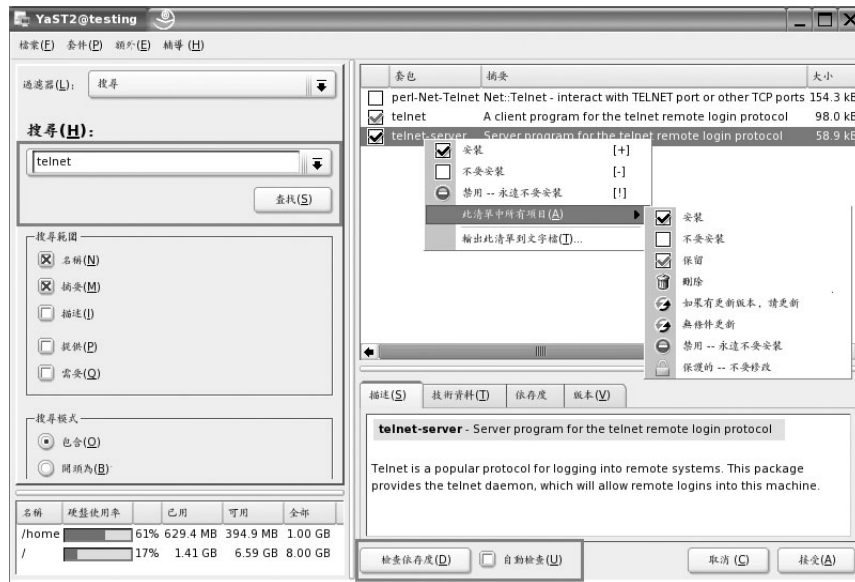 YaST2@testing
檔案(F) 套件(P) 額外(E) 輔導 (H)
過濾器(L): 搜尋
搜尋(H):
telnet
查找(S)
搜尋範圍
名稱(N)
摘要(M)
描述(I)
提供(P)
需要(Q)
搜尋模式
包含(O)
開頭為(B)
名稱 硬盤使用率 已用 可用 全部
/home 61% 629.4 MB 394.9 MB 1.00 GB
/ 17% 1.41 GB 6.59 GB 8.00 GB
套包 摘要 大小
perl-Net-Telnet Net::Telnet - interact with TELNET port or other TCP ports 154.3 kB
telnet A client program for the telnet remote login protocol 98.0 kB
telnet-server Server program for the telnet remote login protocol 58.9 kB
安裝 [+]
不要安裝 [-]
禁用 -- 永遠不要安裝 [!]
此清單中所有項目(A)
輸出此清單到文字檔(T)...
安裝
不要安裝
保留
刪除
如果有更新版本, 請更新
無條件更新
禁用 -- 永遠不要安裝
保護的 -- 不要修改
描述(S) 技術資料(T) 依存度 版本(V)
telnet-server - Server program for the telnet remote login protocol
Telnet is a popular protocol for logging into remote systems. This package
provides the telnet daemon, which will allow remote logins into this machine.
檢查依存度(D) 自動檢查(U) 取消 (C) 接受(A)